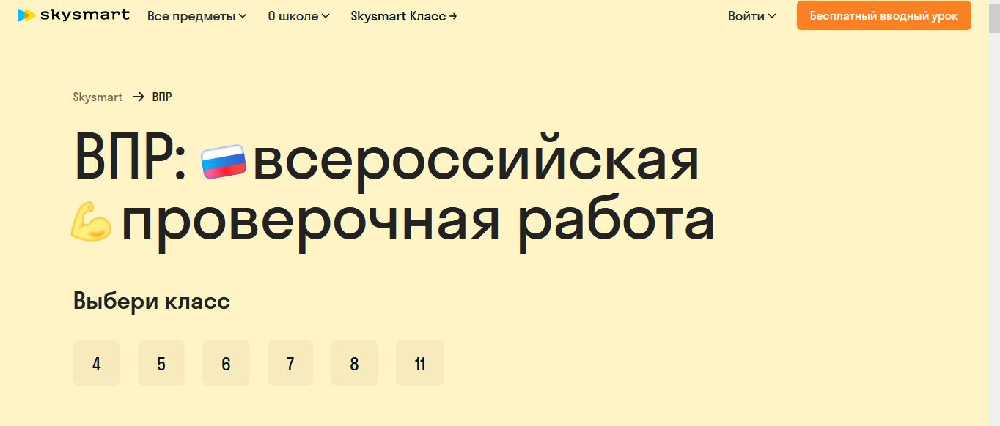 skysmart Все предметы О школе Skysmart Класс → Войти Бесплатный вводный урок
Skysmart → ВПР
ВПР: всероссийская
проверочная работа
Выбери класс
4 5 6 7 8 11